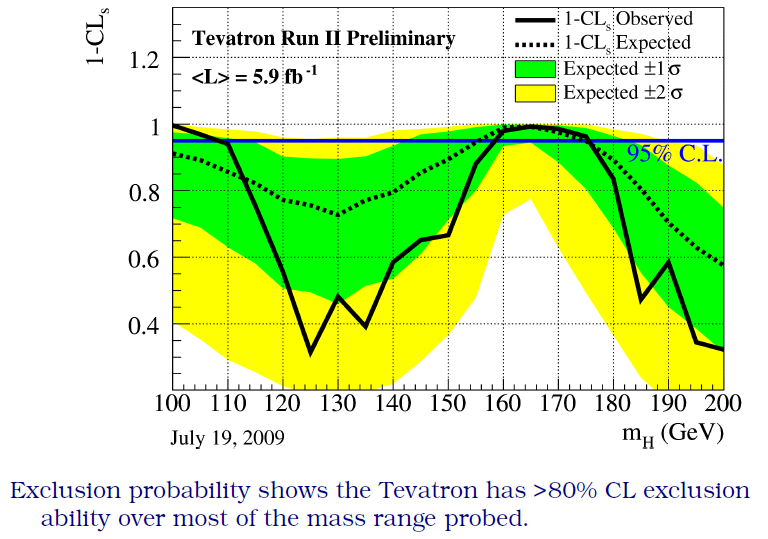 1-CLs
1-CLs Observed
Tevatron Run II Preliminary
1-CLs Expected
Expected ±1σ
<L> = 5.9 fb-1
Expected ±2 σ
1.2
1
95% C.L.
0.8
0.6
0.4
100 110 120 130 140 150 160 170 180 190 200
July 19, 2009
mH (GeV)
Exclusion probability shows the Tevatron has >80% CL exclusion
ability over most of the mass range probed.